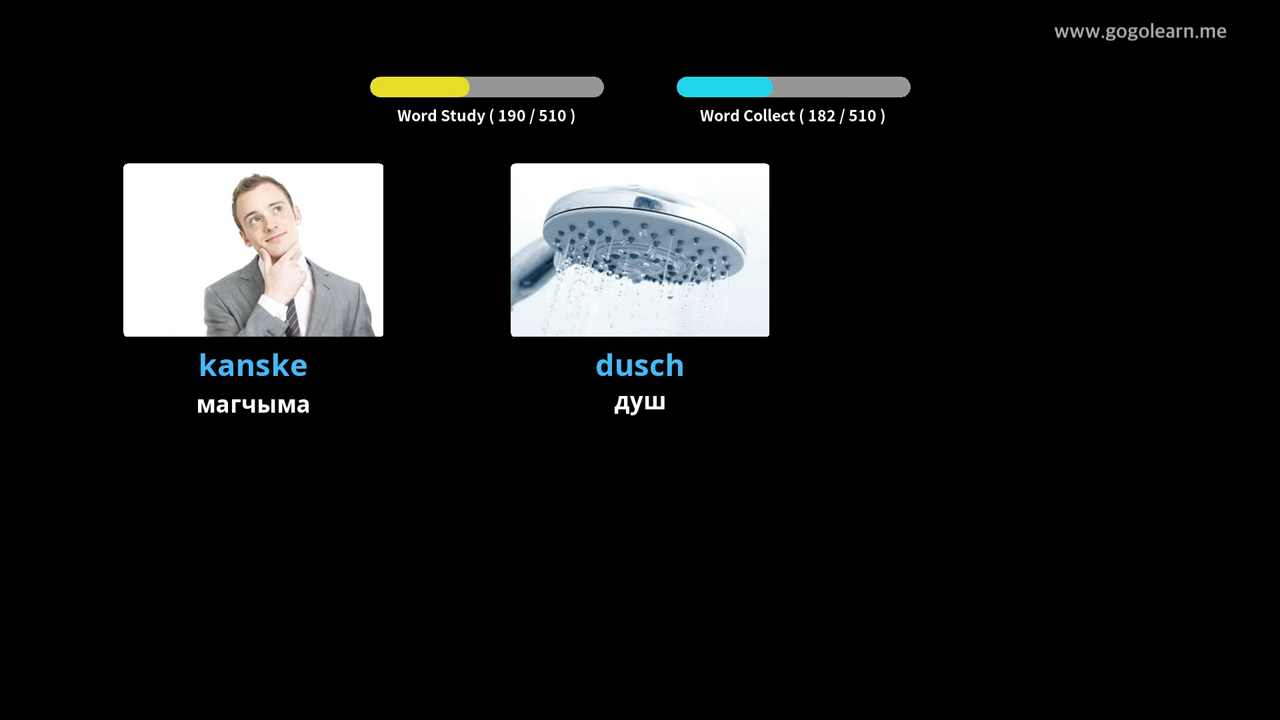 www.gogolearn.me
Word Study ( 190 / 510 )
Word Collect ( 182 / 510 )
kanske
магчыма
dusch
душ